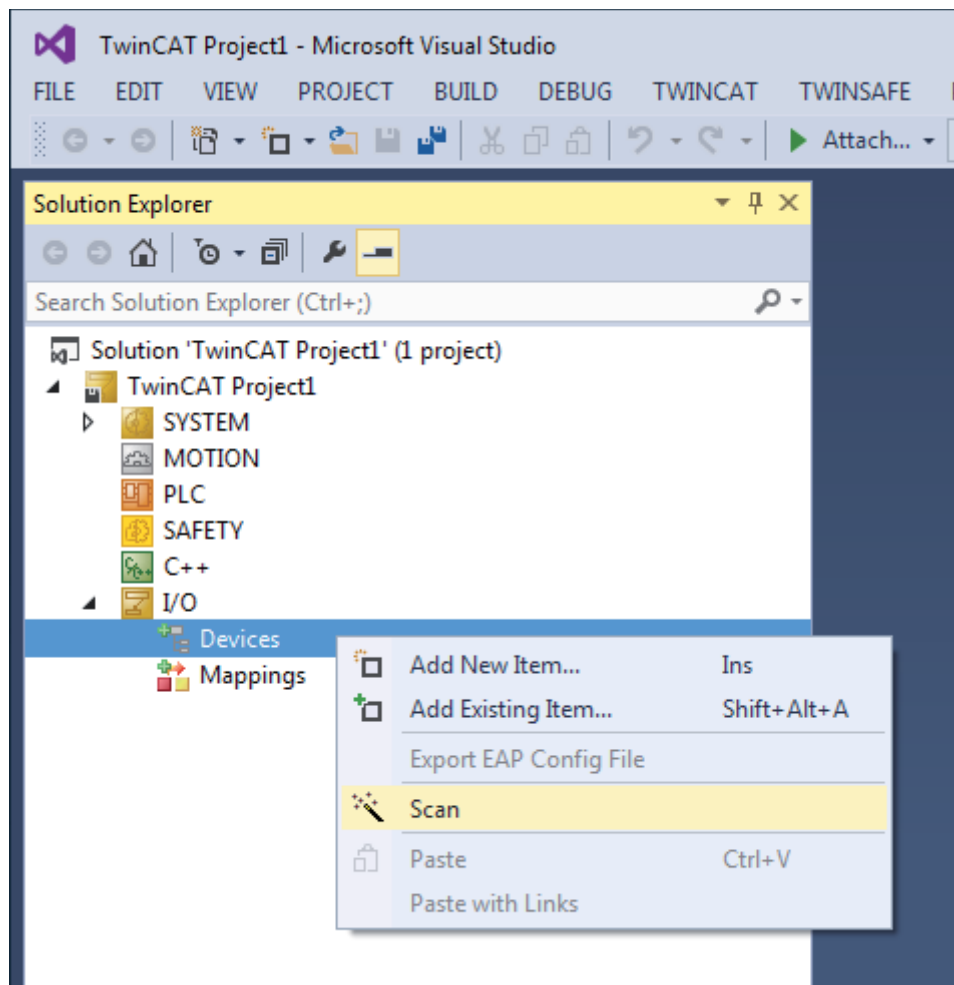 TwinCAT Project1 - Microsoft Visual Studio
FILE EDIT VIEW PROJECT BUILD DEBUG TWINCAT TWINSAFE
Attach...
Solution Explorer
Search Solution Explorer (Ctrl+;)
Solution 'TwinCAT Project1' (1 project)
TwinCAT Project1
SYSTEM
MOTION
PLC
SAFETY
C++
I/O
Devices
Mappings
Add New Item... Ins
Add Existing Item... Shift+Alt+A
Export EAP Config File
Scan
Paste Ctrl+V
Paste with Links